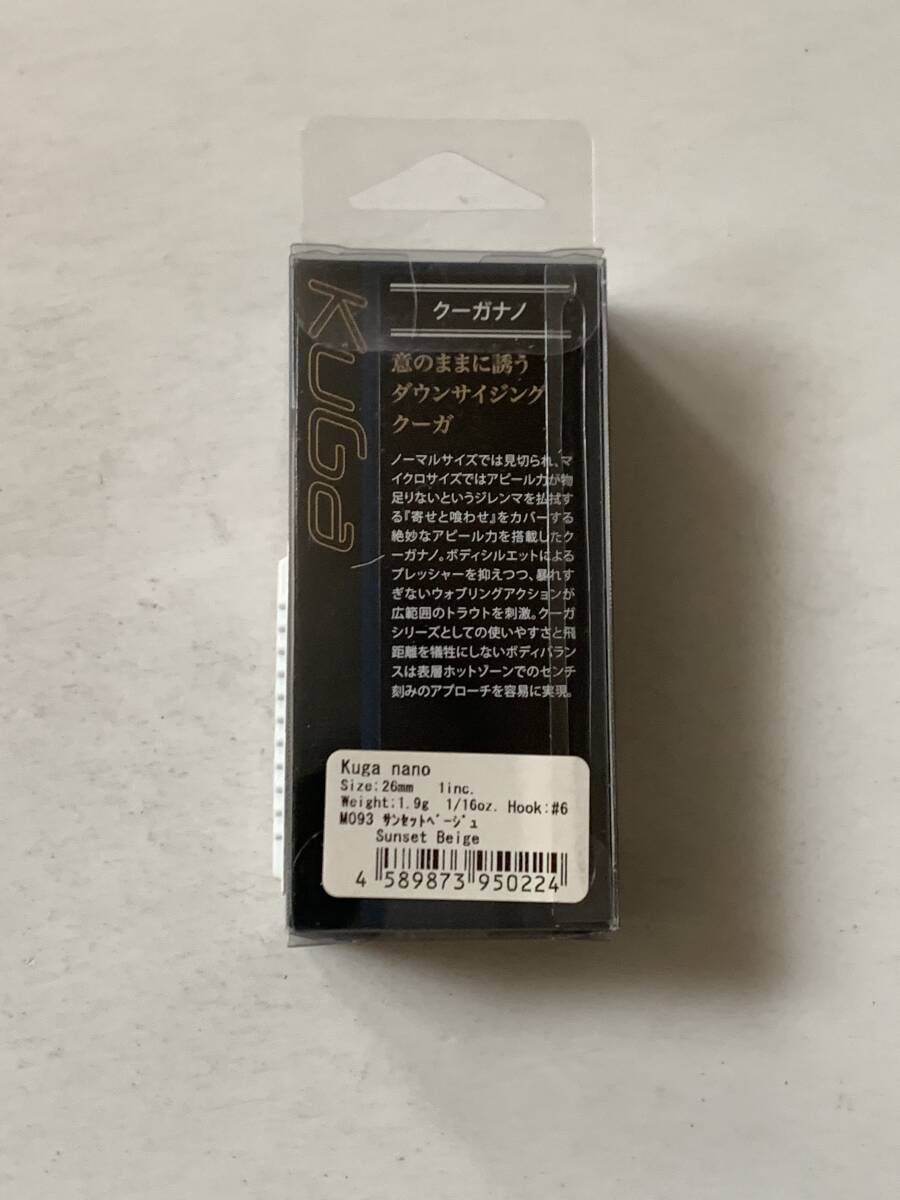 KUGa
クーガナノ
意のままに誘う
ダウンサイジング
クーガ
ノーマルサイズでは見切られ、マ
イクロサイズではアピール力が物
足りないというジレンマを払拭す
る『寄せと喰わせ』をカバーする
絶妙なアピール力を搭載したク
ーガナノ。ボディシルエットによる
プレッシャーを抑えつつ、暴れす
ぎないウォブリングアクションが
広範囲のトラウトを刺激。クーガ
シリーズとしての使いやすさと飛
距離を犠牲にしないボディバラン
スは表層ホットゾーンでのセンチ
刻みのアプローチを容易に実現。
Kuga nano
Size:26mm 1inc.
Weight:1.9g 1/16oz. Hook:#6
M093 ｻﾝｾｯﾄﾍﾞｰｼﾞｭ
Sunset Beige
4 589873 950224